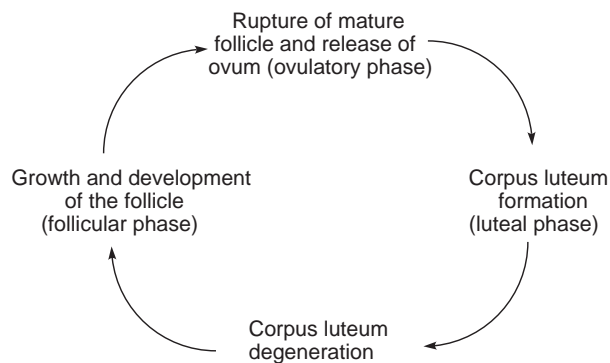 Rupture of mature
follicle and release of
ovum (ovulatory phase)
Growth and development
of the follicle
(follicular phase)
Corpus luteum
formation
(luteal phase)
Corpus luteum
degeneration